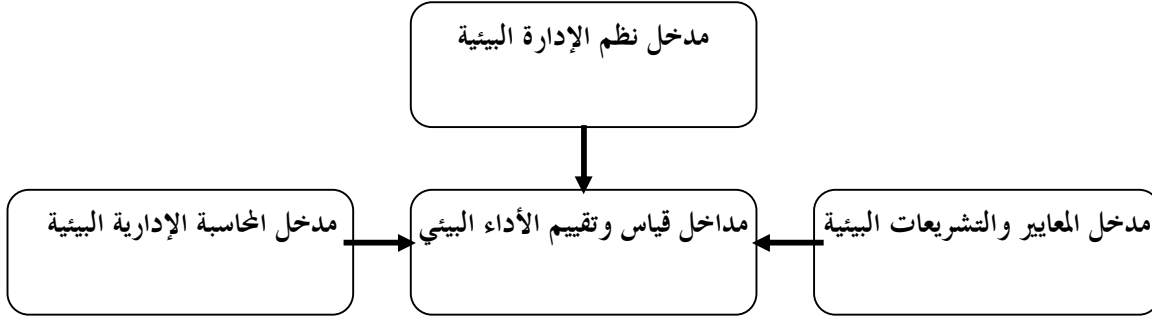 مدخل نظم الإدارة البيئية
مدخل المعايير والتشريعات البيئية
مداخل قياس وتقييم الأداء البيئي
مدخل المحاسبة الإدارية البيئية